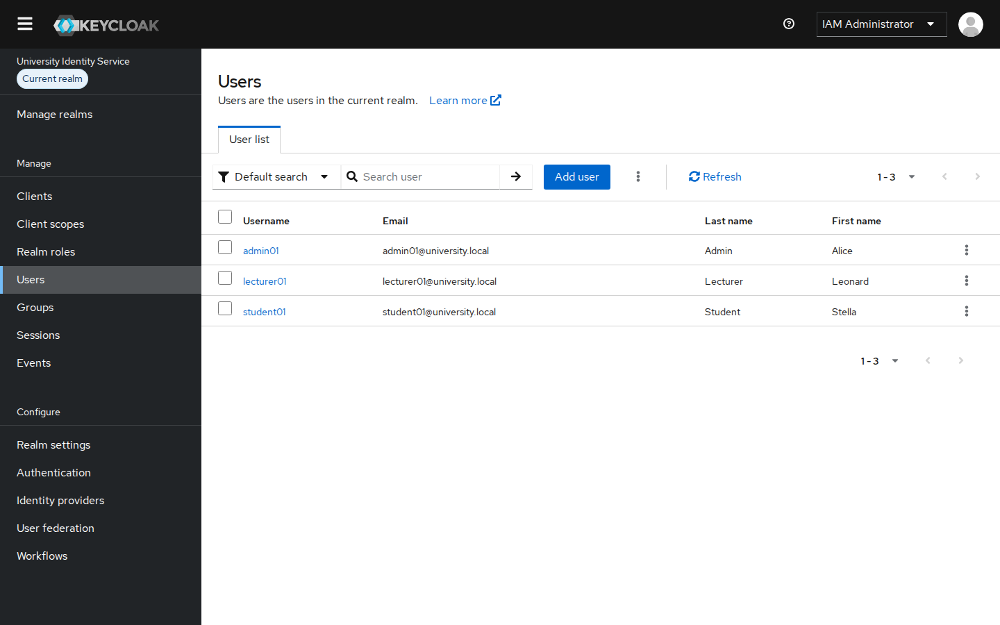 KEYCLOAK
IAM Administrator
University Identity Service
Current realm
Manage realms
Manage
Clients
Client scopes
Realm roles
Users
Groups
Sessions
Events
Configure
Realm settings
Authentication
Identity providers
User federation
Workflows
Users
Users are the users in the current realm. Learn more
User list
Default search Search user Add user Refresh 1 - 3
Username Email Last name First name
admin01 admin01@university.local Admin Alice
lecturer01 lecturer01@university.local Lecturer Leonard
student01 student01@university.local Student Stella
1 - 3